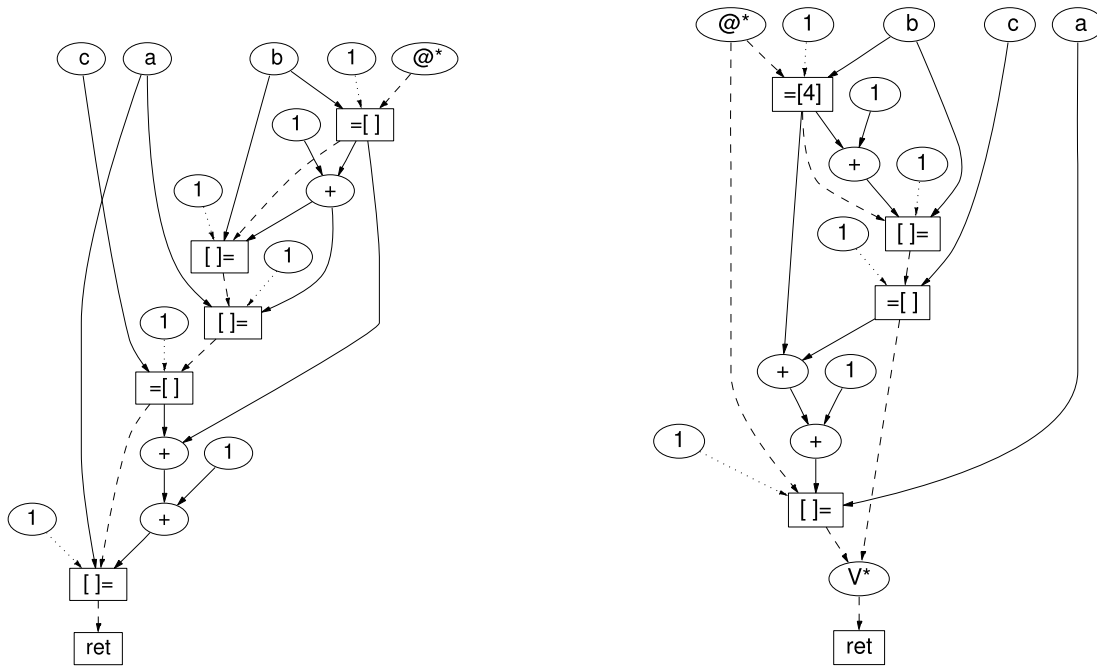 c a b 1 @*
1 =[ ]
1 +
[ ]= 1
1 [ ]=
=[ ]
+ 1
1 +
[ ]=
ret
@* 1 b c a
=[4] 1
+ 1
1 [ ]=
=[ ]
+ 1
1 +
[ ]=
V*
ret